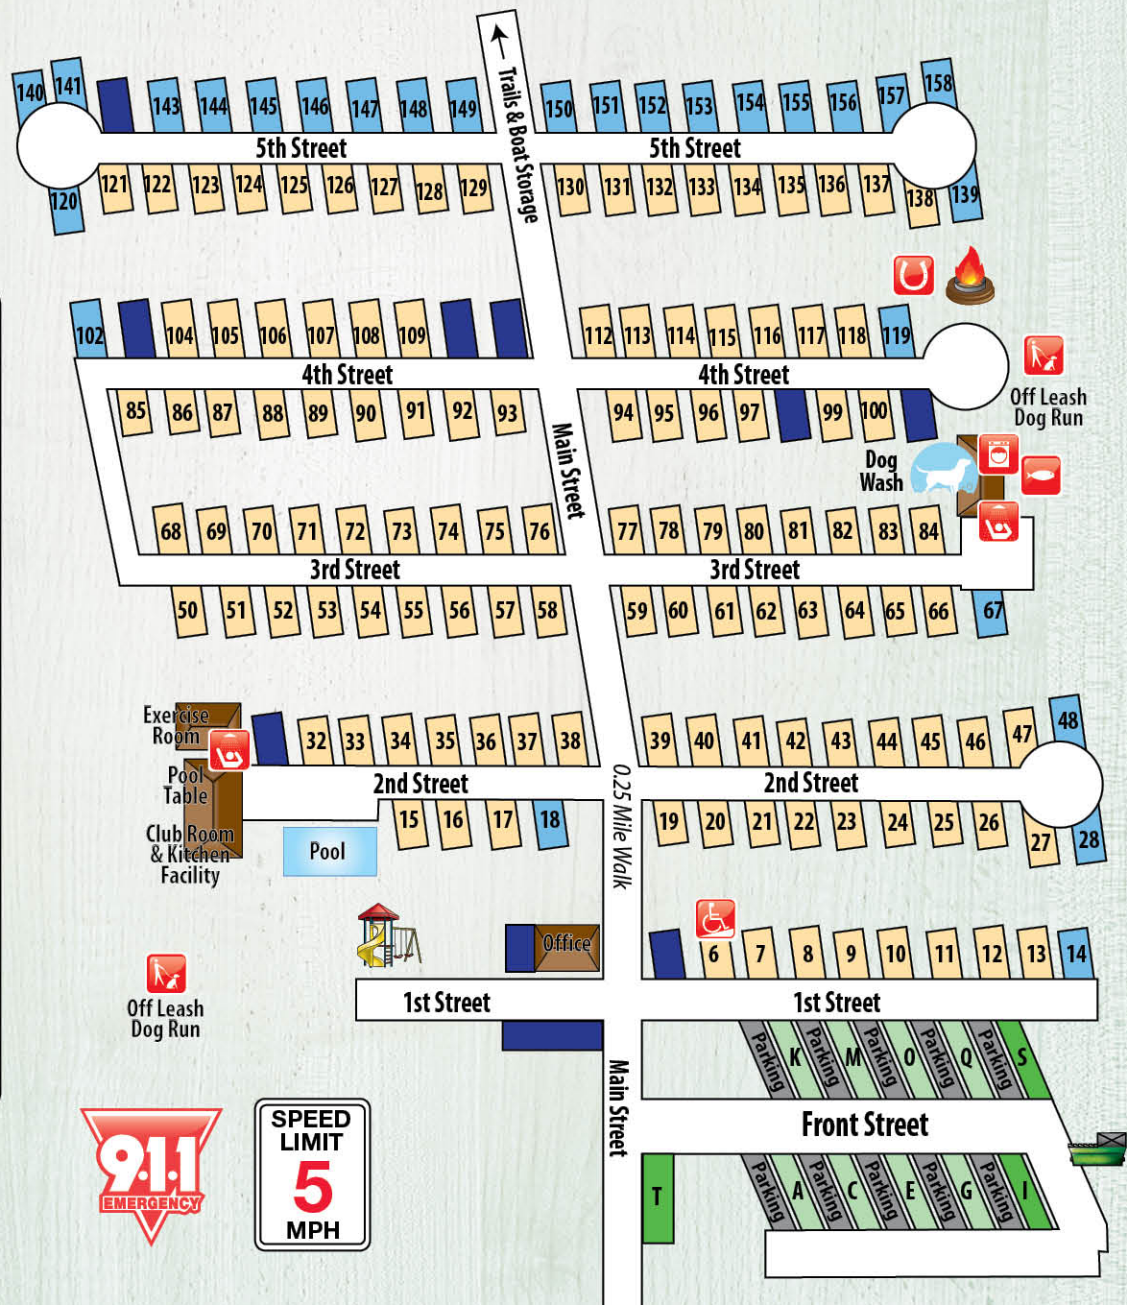 Trails & Boat Storage
140 141 143 144 145 146 147 148 149 150 151 152 153 154 155 156 157 158
5th Street 5th Street
120 121 122 123 124 125 126 127 128 129 130 131 132 133 134 135 136 137 138 139
102 104 105 106 107 108 109 112 113 114 115 116 117 118 119
4th Street 4th Street
85 86 87 88 89 90 91 92 93 94 95 96 97 99 100
Off Leash
Dog Run
Main Street
Dog
Wash
68 69 70 71 72 73 74 75 76 77 78 79 80 81 82 83 84
3rd Street 3rd Street
50 51 52 53 54 55 56 57 58 59 60 61 62 63 64 65 66 67
Exercise
Room
32 33 34 35 36 37 38 39 40 41 42 43 44 45 46 47 48
2nd Street 2nd Street
Pool
Table
15 16 17 18 19 20 21 22 23 24 25 26 27 28
Club Room
& Kitchen
Facility
Pool
0.25 Mile Walk
Office
6 7 8 9 10 11 12 13 14
1st Street 1st Street
Off Leash
Dog Run
Parking K Parking M Parking O Parking Q Parking S
Main Street
Front Street
T
Parking A Parking C Parking E Parking G Parking I
9·1·1
EMERGENCY
SPEED
LIMIT
5
MPH